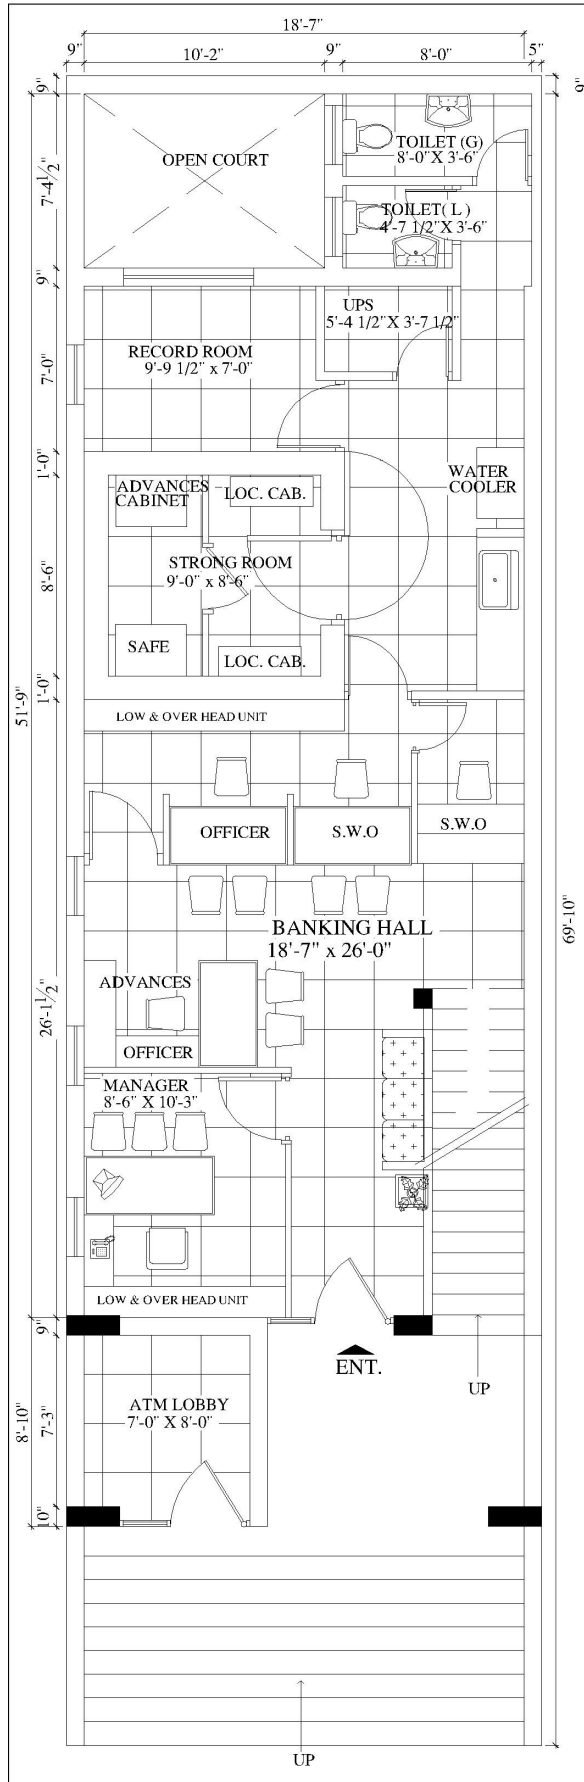 18'-7"
9"
10'-2"
9"
8'-0"
5"
9"
9"
OPEN COURT
TOILET (G)
8'-0"X 3'-6"
7'-4 1/2"
TOILET( L )
4'-7 1/2"X 3'-6"
9"
UPS
5'-4 1/2"X 3'-7 1/2"
RECORD ROOM
9'-9 1/2" x 7'-0"
7'-0"
1'-0"
WATER
COOLER
ADVANCES
CABINET
LOC. CAB.
STRONG ROOM
9'-0" x 8'-6"
8'-6"
SAFE
LOC. CAB.
1'-0"
51'-9"
LOW & OVER HEAD UNIT
OFFICER
S.W.O
S.W.O
BANKING HALL
18'-7" x 26'-0"
69'-10"
ADVANCES
26'-1 1/2"
OFFICER
MANAGER
8'-6" X 10'-3"
LOW & OVER HEAD UNIT
9"
ENT.
UP
ATM LOBBY
7'-0" X 8'-0"
8'-10"
7'-3"
10"
UP